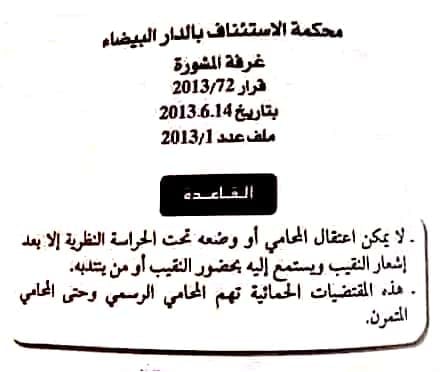 محكمة الاستئناف بالدار البيضاء
غرفة المشورة
قرار 2013/72
بتاريخ 2013.6.14
ملف عدد 2013/1
القاعدة
- لا يمكن اعتقال المحامي أو وضعه تحت الحراسة النظرية إلا بعد
إشعار النقيب ويستمع إليه بحضور النقيب أو من ينتدبه.
- هذه المقتضيات الحمائية تهم المحامي الرسمي وحتى المحامي
المتمرن.